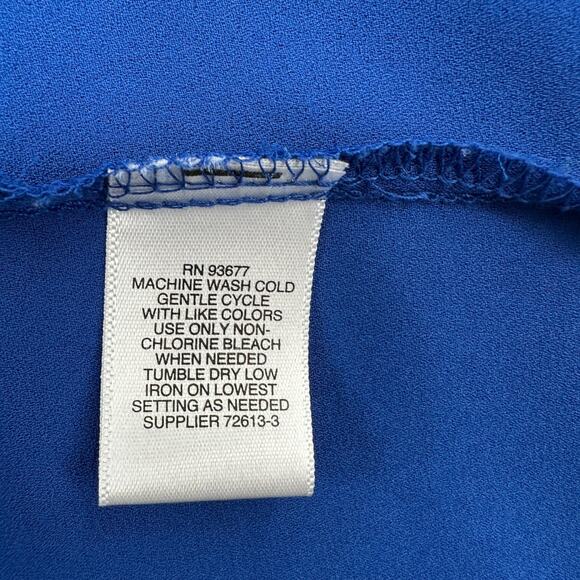 RN 93677
MACHINE WASH COLD
GENTLE CYCLE
WITH LIKE COLORS
USE ONLY NON-
CHLORINE BLEACH
WHEN NEEDED
TUMBLE DRY LOW
IRON ON LOWEST
SETTING AS NEEDED
SUPPLIER 72613-3